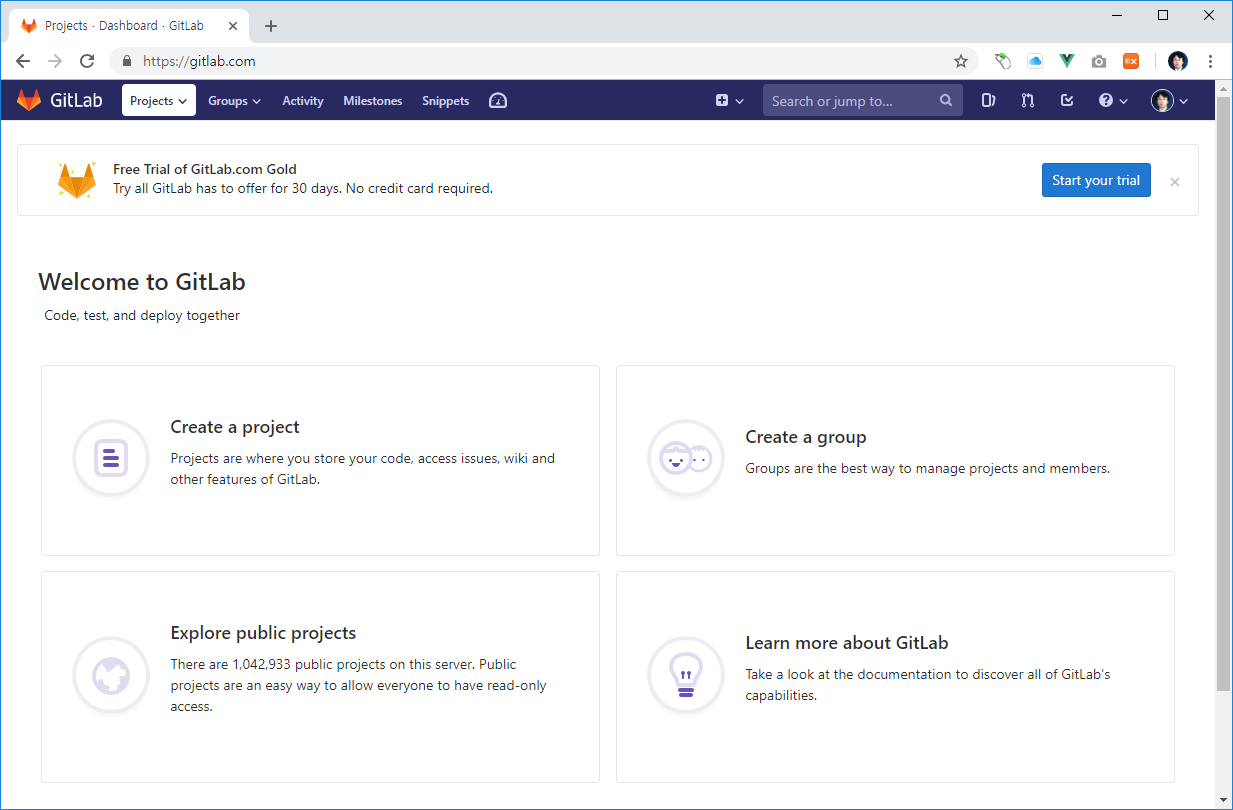 Projects · Dashboard · GitLab
https://gitlab.com
EX
GitLab
Projects
Groups
Activity
Milestones
Snippets
Search or jump to...
Free Trial of GitLab.com Gold
Try all GitLab has to offer for 30 days. No credit card required.
Start your trial
Welcome to GitLab
Code, test, and deploy together
Create a project
Projects are where you store your code, access issues, wiki and
other features of GitLab.
Create a group
Groups are the best way to manage projects and members.
Explore public projects
There are 1,042,933 public projects on this server. Public
projects are an easy way to allow everyone to have read-only
access.
Learn more about GitLab
Take a look at the documentation to discover all of GitLab's
capabilities.